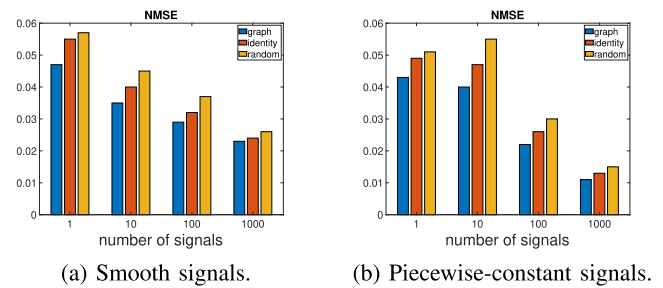 NMSE
0.06
0.05
0.04
0.03
0.02
0.01
0
graph
identity
random
1 10 100 1000
number of signals
(a) Smooth signals.
NMSE
0.06
0.05
0.04
0.03
0.02
0.01
0
graph
identity
random
1 10 100 1000
number of signals
(b) Piecewise-constant signals.